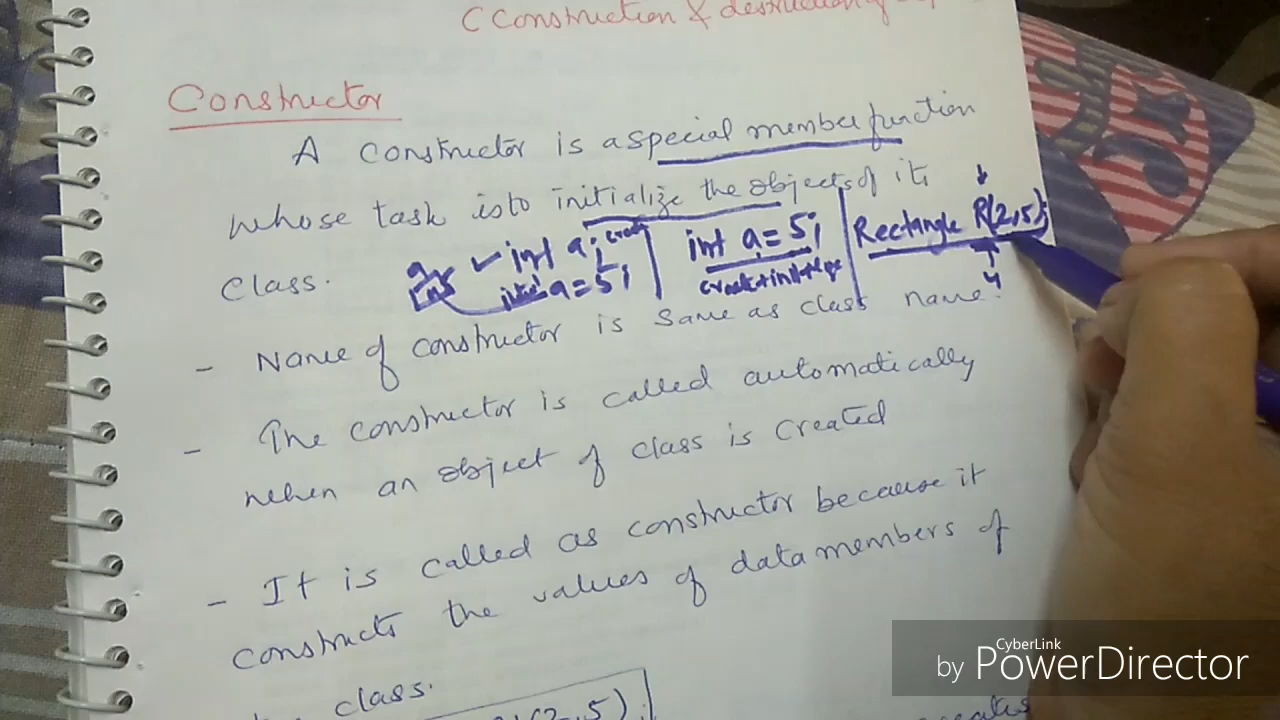 C Construction & destruction of
Constructor
A constructor is a special member function
whose task is to initialize the objects of its
class.
int a;
a = 5;
int a = 5;
Rectangle R(2,5);
- Name of constructor is same as class name.
- The constructor is called automatically
when an object of class is created
- It is called as constructor because it
constructs the values of data members of
class.
(2,5);
CyberLink
by PowerDirector